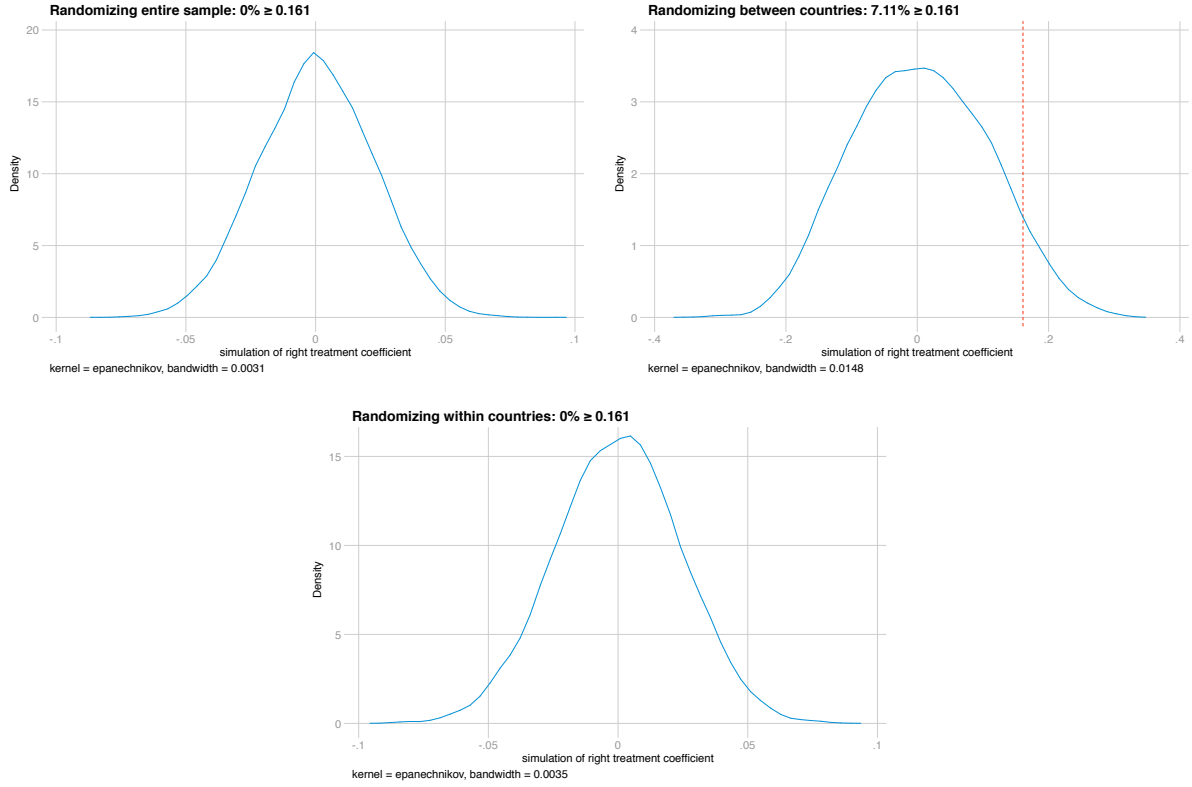 Randomizing entire sample: 0% ≥ 0.161
20
15
10
5
0
Density
-.1
-.05
0
.05
.1
simulation of right treatment coefficient
kernel = epanechnikov, bandwidth = 0.0031
Randomizing between countries: 7.11% ≥ 0.161
4
3
2
1
0
Density
-.4
-.2
0
.2
.4
simulation of right treatment coefficient
kernel = epanechnikov, bandwidth = 0.0148
Randomizing within countries: 0% ≥ 0.161
15
10
5
0
Density
-.1
-.05
0
.05
.1
simulation of right treatment coefficient
kernel = epanechnikov, bandwidth = 0.0035